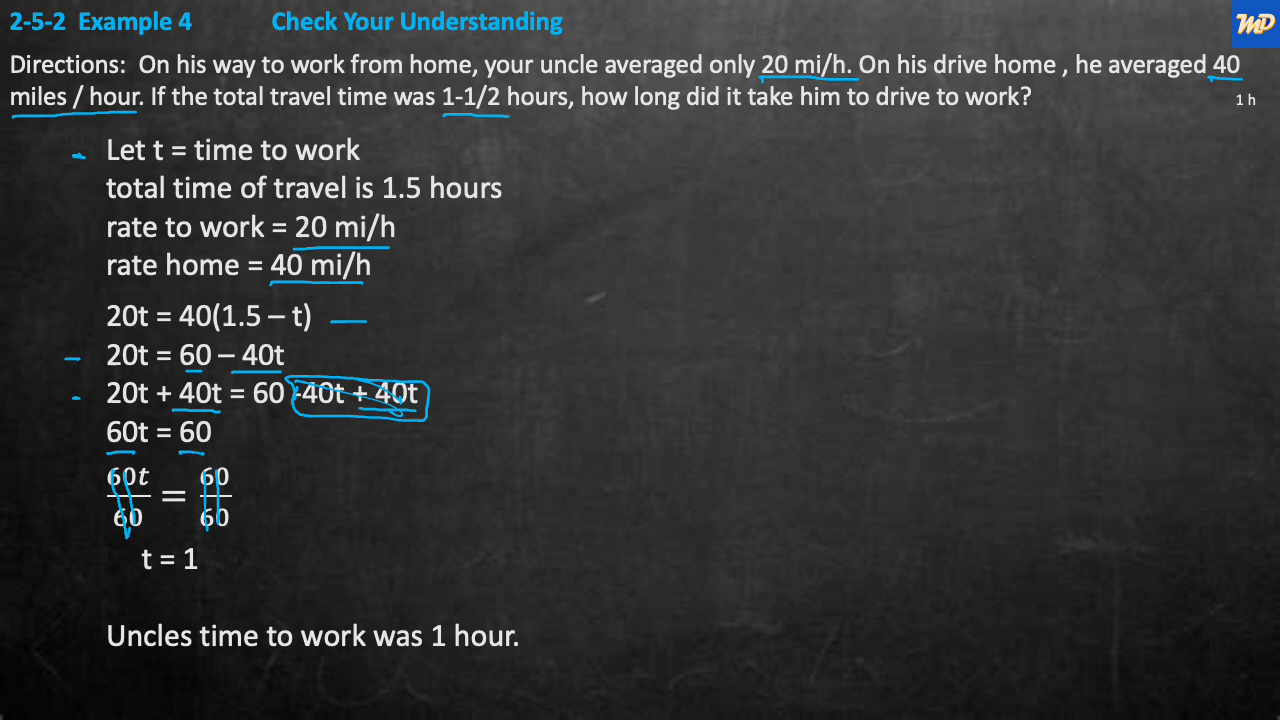 2-5-2 Example 4 Check Your Understanding
MD
Directions: On his way to work from home, your uncle averaged only 20 mi/h. On his drive home , he averaged 40
miles / hour. If the total travel time was 1-1/2 hours, how long did it take him to drive to work?
1 h
Let t = time to work
total time of travel is 1.5 hours
rate to work = 20 mi/h
rate home = 40 mi/h
20t = 40(1.5 – t)
20t = 60 – 40t
20t + 40t = 60 -40t + 40t
60t = 60
60t/60 = 60/60
t = 1
Uncles time to work was 1 hour.